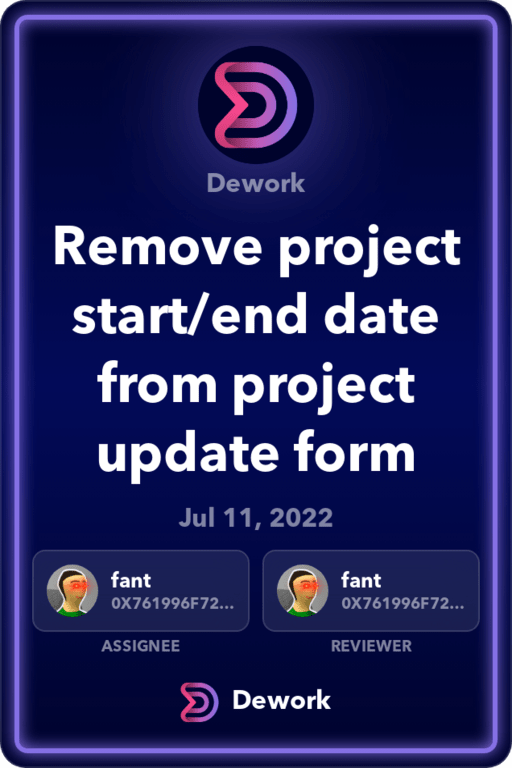 Dework
Remove project
start/end date
from project
update form
Jul 11, 2022
fant
0X761996F72...
fant
0X761996F72...
ASSIGNEE
REVIEWER
Dework